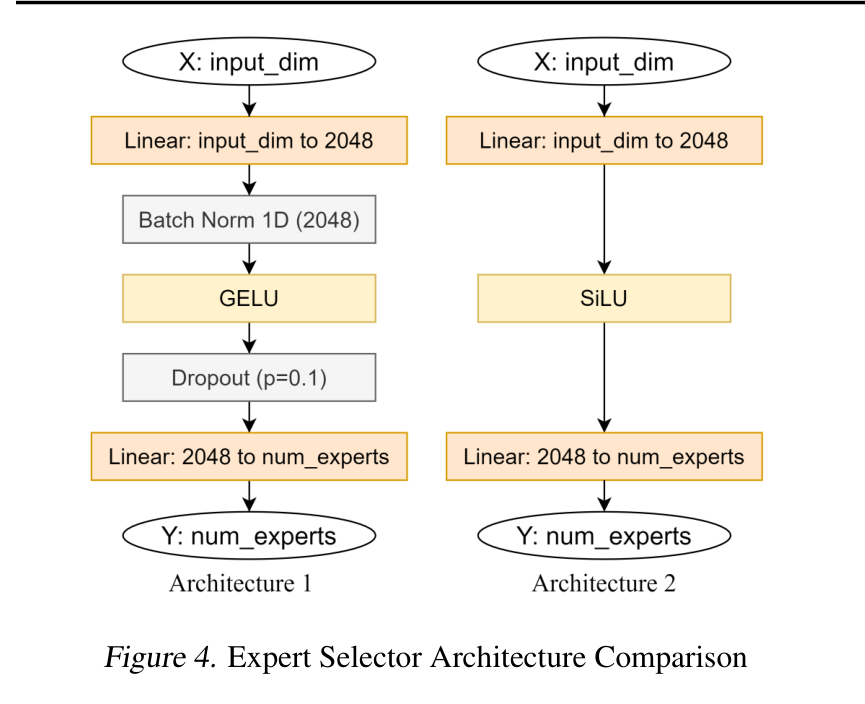 X: input_dim
Linear: input_dim to 2048
Batch Norm 1D (2048)
GELU
Dropout (p=0.1)
Linear: 2048 to num_experts
Y: num_experts
Architecture 1
X: input_dim
Linear: input_dim to 2048
SiLU
Linear: 2048 to num_experts
Y: num_experts
Architecture 2
Figure 4. Expert Selector Architecture Comparison